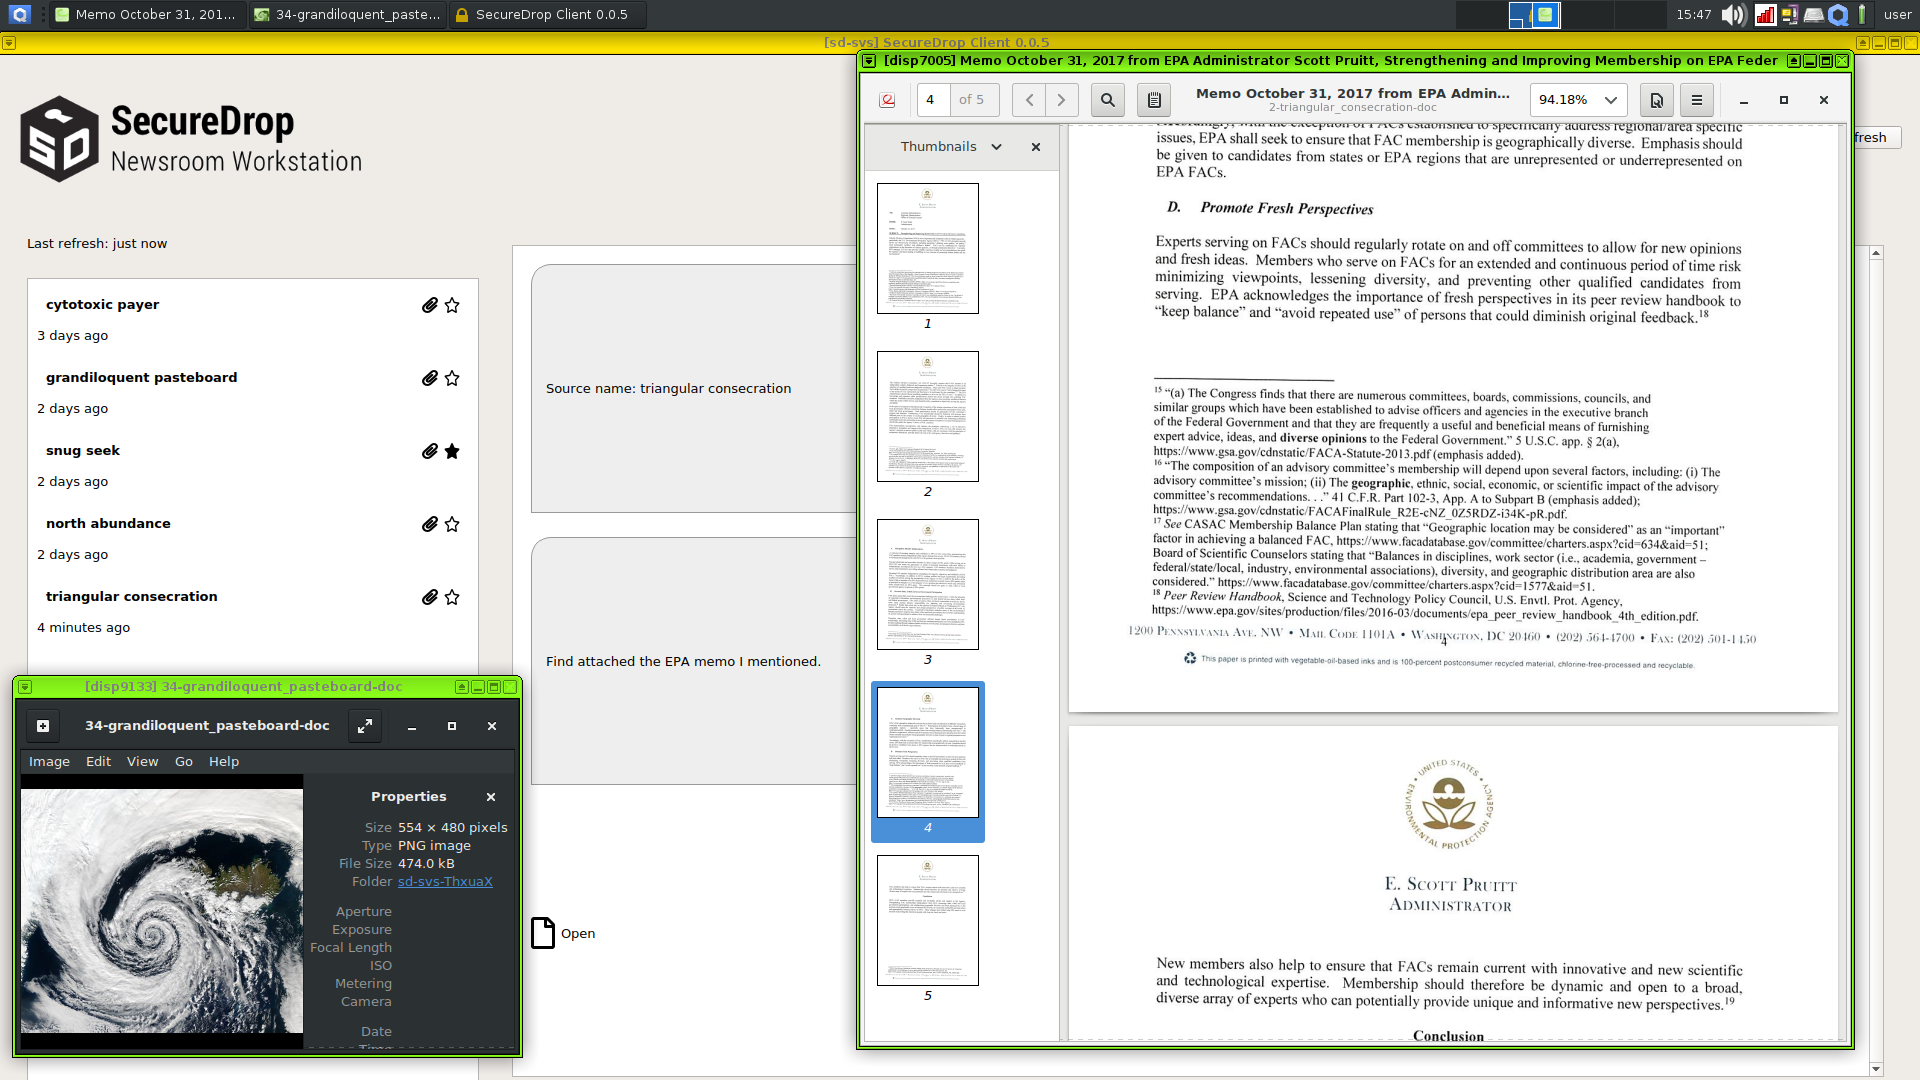 Memo October 31, 201...
34-grandiloquent_paste...
SecureDrop Client 0.0.5
15:47
user
[sd-svs] SecureDrop Client 0.0.5
SecureDrop
Newsroom Workstation
fresh
Last refresh: just now
cytotoxic payer
3 days ago
grandiloquent pasteboard
2 days ago
snug seek
2 days ago
north abundance
2 days ago
triangular consecration
4 minutes ago
Source name: triangular consecration
Find attached the EPA memo I mentioned.
Open
[disp9133] 34-grandiloquent_pasteboard-doc
34-grandiloquent_pasteboard-doc
Image Edit View Go Help
Properties
Size 554 × 480 pixels
Type PNG image
File Size 474.0 kB
Folder sd-svs-ThxuaX
Aperture
Exposure
Focal Length
ISO
Metering
Camera
Date
Time
[disp7005] Memo October 31, 2017 from EPA Administrator Scott Pruitt, Strengthening and Improving Membership on EPA Feder
4 of 5
Memo October 31, 2017 from EPA Admin...
2-triangular_consecration-doc
94.18%
Thumbnails
1
2
3
4
5
Accordingly, with the exception of FACs established to specifically address regional/area specific
issues, EPA shall seek to ensure that FAC membership is geographically diverse. Emphasis should
be given to candidates from states or EPA regions that are unrepresented or underrepresented on
EPA FACs.
D. Promote Fresh Perspectives
Experts serving on FACs should regularly rotate on and off committees to allow for new opinions
and fresh ideas. Members who serve on FACs for an extended and continuous period of time risk
minimizing viewpoints, lessening diversity, and preventing other qualified candidates from
serving. EPA acknowledges the importance of fresh perspectives in its peer review handbook to
“keep balance” and “avoid repeated use” of persons that could diminish original feedback.18
15 “(a) The Congress finds that there are numerous committees, boards, commissions, councils, and
similar groups which have been established to advise officers and agencies in the executive branch
of the Federal Government and that they are frequently a useful and beneficial means of furnishing
expert advice, ideas, and diverse opinions to the Federal Government.” 5 U.S.C. app. § 2(a),
https://www.gsa.gov/cdnstatic/FACA-Statute-2013.pdf (emphasis added).
16 “The composition of an advisory committee’s membership will depend upon several factors, including: (i) The
advisory committee’s mission; (ii) The geographic, ethnic, social, economic, or scientific impact of the advisory
committee’s recommendations. . .” 41 C.F.R. Part 102-3, App. A to Subpart B (emphasis added);
https://www.gsa.gov/cdnstatic/FACAFinalRule_R2E-cNZ_0Z5RDZ-i34K-pR.pdf.
17 See CASAC Membership Balance Plan stating that “Geographic location may be considered” as an “important”
factor in achieving a balanced FAC, https://www.facadatabase.gov/committee/charters.aspx?cid=634&aid=51;
Board of Scientific Counselors stating that “Balances in disciplines, work sector (i.e., academia, government –
federal/state/local, industry, environmental associations), diversity, and geographic distribution area are also
considered.” https://www.facadatabase.gov/committee/charters.aspx?cid=1577&aid=51.
18 Peer Review Handbook, Science and Technology Policy Council, U.S. Envtl. Prot. Agency,
https://www.epa.gov/sites/production/files/2016-03/documents/epa_peer_review_handbook_4th_edition.pdf.
1200 Pennsylvania Ave, NW • Mail Code 1101A • Washington, DC 20460 • (202) 564-4700 • Fax: (202) 501-1450
4
This paper is printed with vegetable-oil-based inks and is 100-percent postconsumer recycled material, chlorine-free-processed and recyclable.
UNITED STATES
ENVIRONMENTAL PROTECTION AGENCY
E. Scott Pruitt
Administrator
New members also help to ensure that FACs remain current with innovative and new scientific
and technological expertise. Membership should therefore be dynamic and open to a broad,
diverse array of experts who can potentially provide unique and informative new perspectives.19
Conclusion